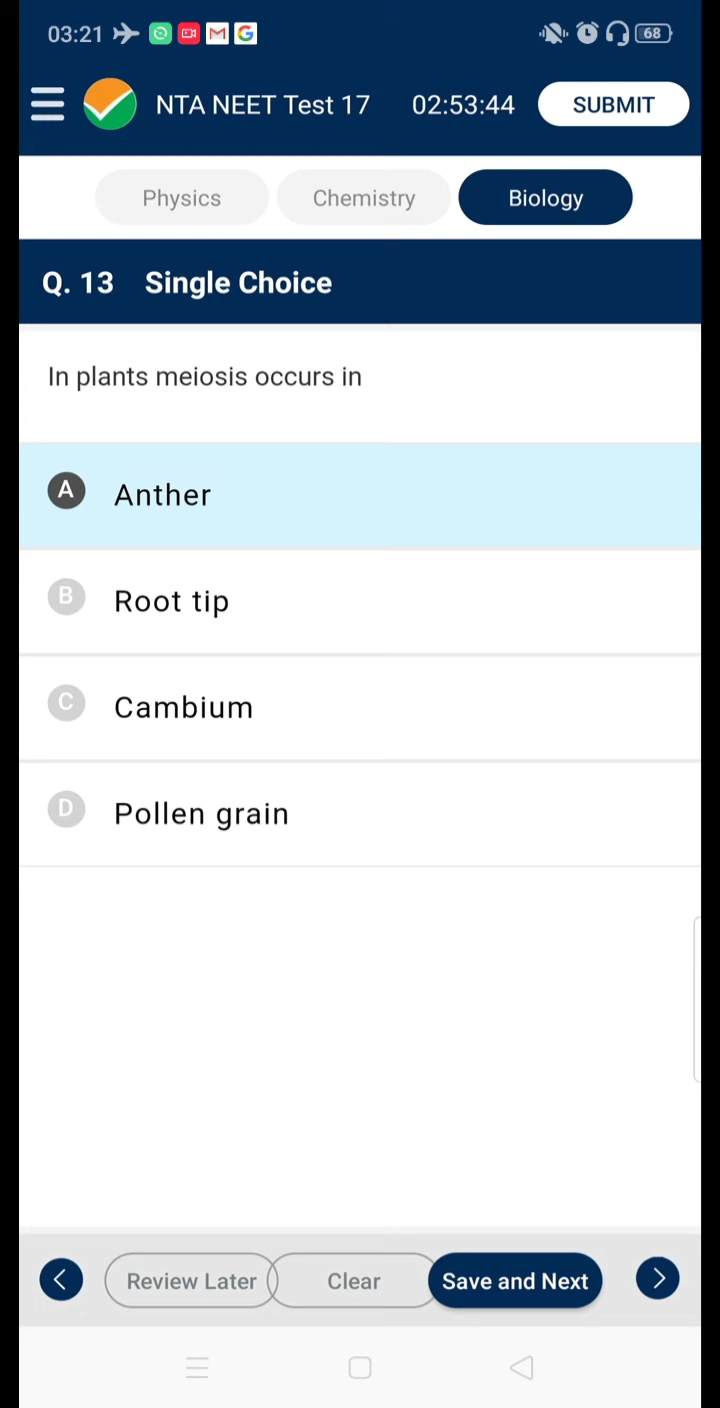 03:21 68
NTA NEET Test 17 02:53:44 SUBMIT
Physics Chemistry Biology
Q. 13 Single Choice
In plants meiosis occurs in
A Anther
B Root tip
C Cambium
D Pollen grain
Review Later Clear Save and Next